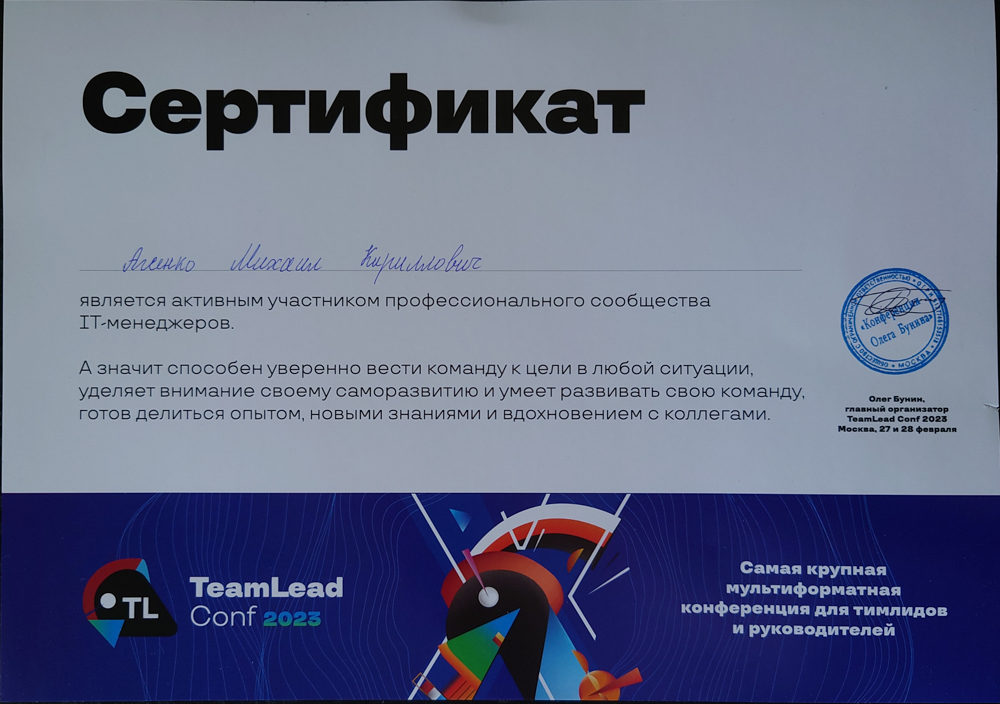 Сертификат
Михаил Кириллович
является активным участником профессионального сообщества
IT-менеджеров.
А значит способен уверенно вести команду к цели в любой ситуации,
уделяет внимание своему саморазвитию и умеет развивать свою команду,
готов делиться опытом, новыми знаниями и вдохновением с коллегами.
«Конференции
Олега Бунина»
МОСКВА
Олег Бунин,
главный организатор
TeamLead Conf 2023
Москва, 27 и 28 февраля
TL
TeamLead
Conf 2023
Самая крупная
мультиформатная
конференция для тимлидов
и руководителей